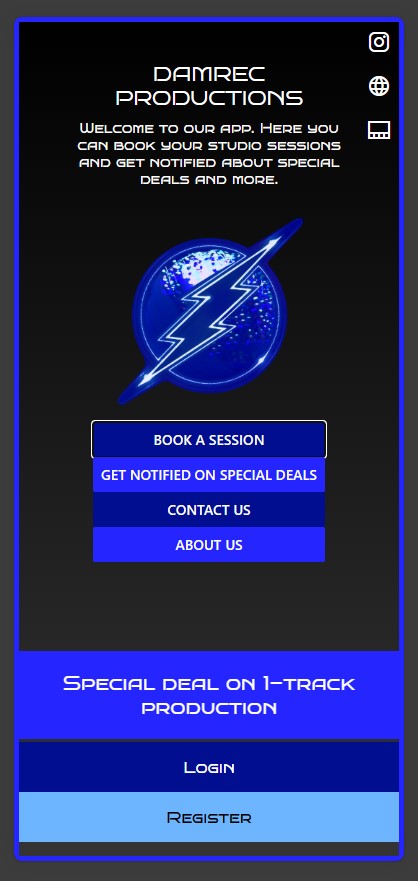 DAMREC
PRODUCTIONS
Welcome to our app. Here you
can book your studio sessions
and get notified about special
deals and more.
BOOK A SESSION
GET NOTIFIED ON SPECIAL DEALS
CONTACT US
ABOUT US
Special deal on 1-track
production
Login
Register